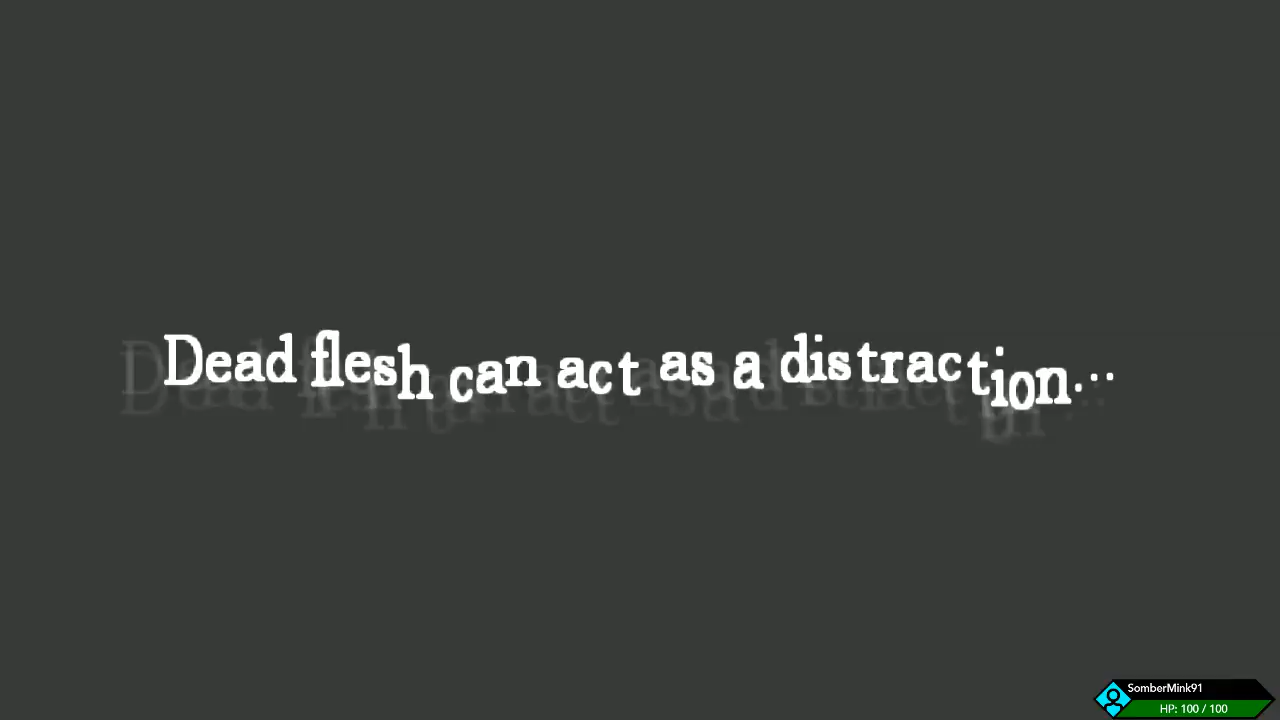 Dead flesh can act as a distraction...
SomberMink91
HP: 100 / 100